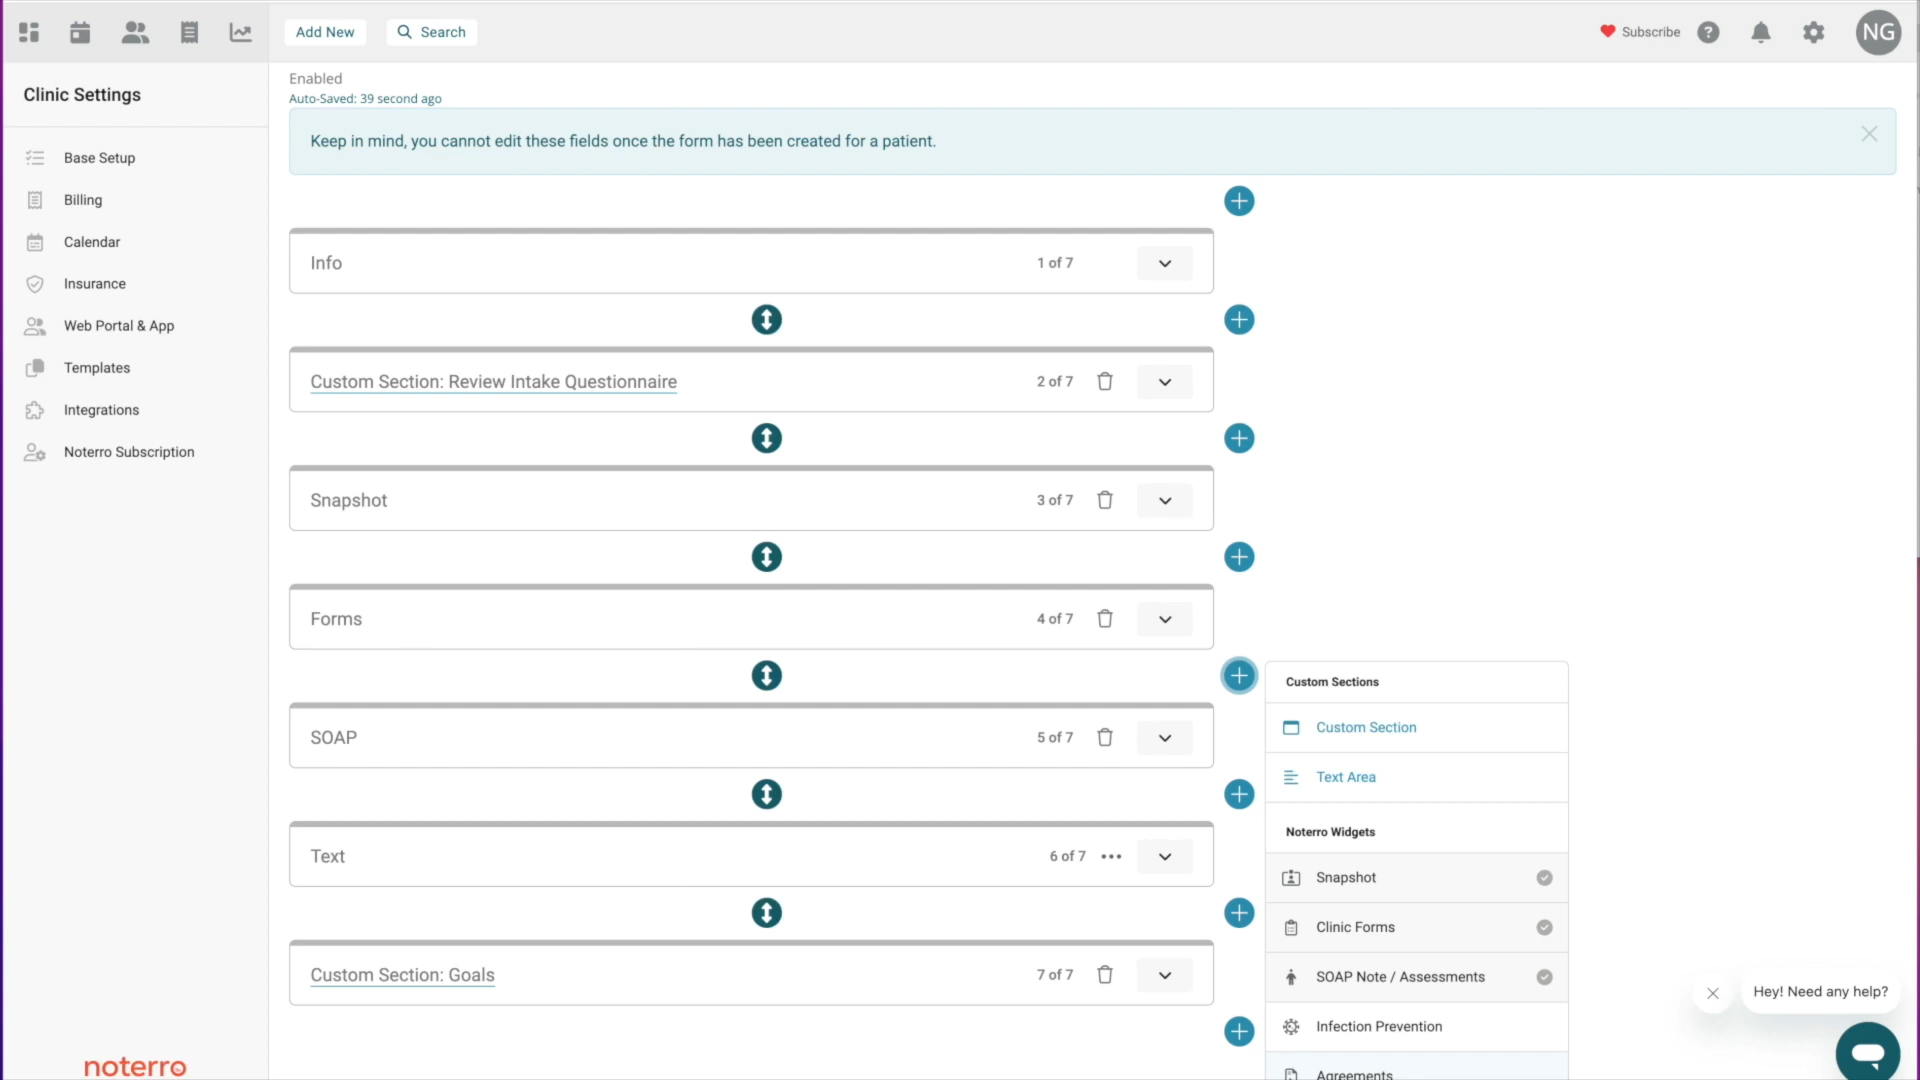 Add New
Search
Subscribe
?
NG
Clinic Settings
Base Setup
Billing
Calendar
Insurance
Web Portal & App
Templates
Integrations
Noterro Subscription
noterro
Enabled
Auto-Saved: 39 second ago
Keep in mind, you cannot edit these fields once the form has been created for a patient.
Info
1 of 7
Custom Section: Review Intake Questionnaire
2 of 7
Snapshot
3 of 7
Forms
4 of 7
SOAP
5 of 7
Text
6 of 7
Custom Section: Goals
7 of 7
Custom Sections
Custom Section
Text Area
Noterro Widgets
Snapshot
Clinic Forms
SOAP Note / Assessments
Infection Prevention
Agreements
Hey! Need any help?